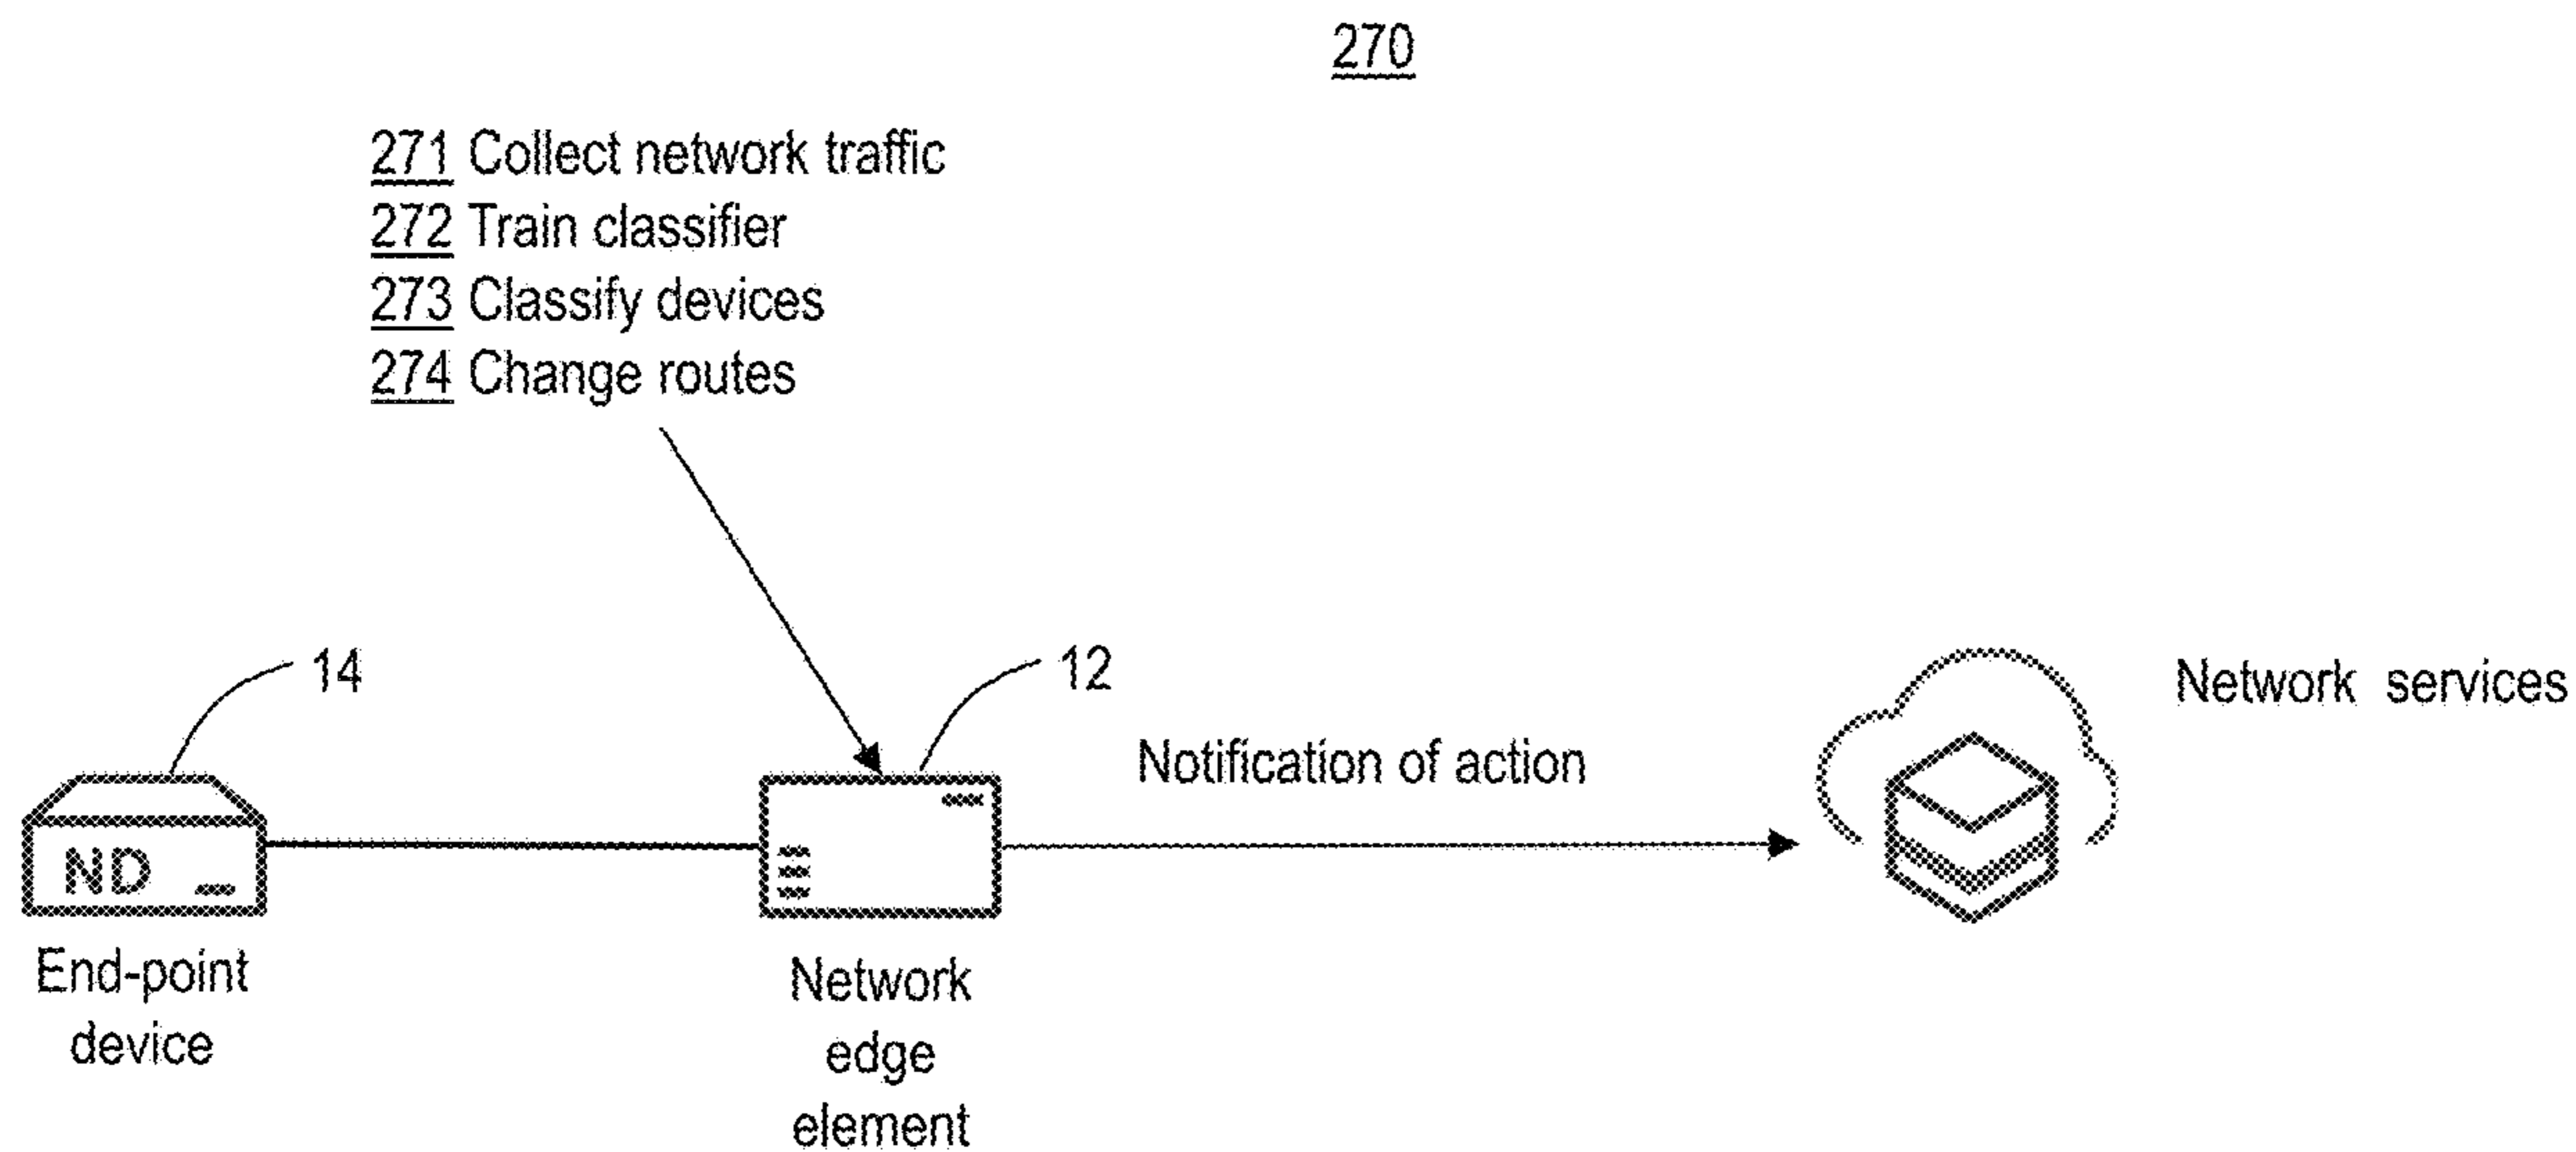 270
271 Collect network traffic
272 Train classifier
273 Classify devices
274 Change routes
14
12
Network services
Notification of action
ND
End-point
device
Network
edge
element